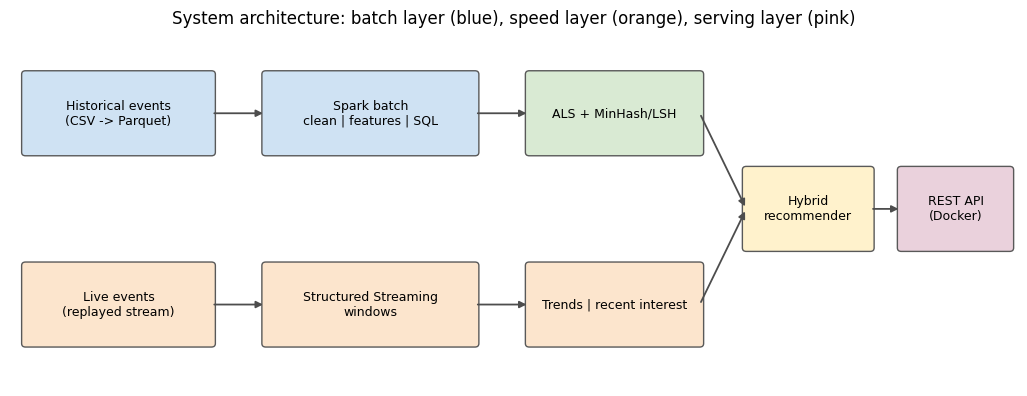 System architecture: batch layer (blue), speed layer (orange), serving layer (pink)
Historical events
(CSV -> Parquet)
Spark batch
clean | features | SQL
ALS + MinHash/LSH
Hybrid
recommender
REST API
(Docker)
Live events
(replayed stream)
Structured Streaming
windows
Trends | recent interest